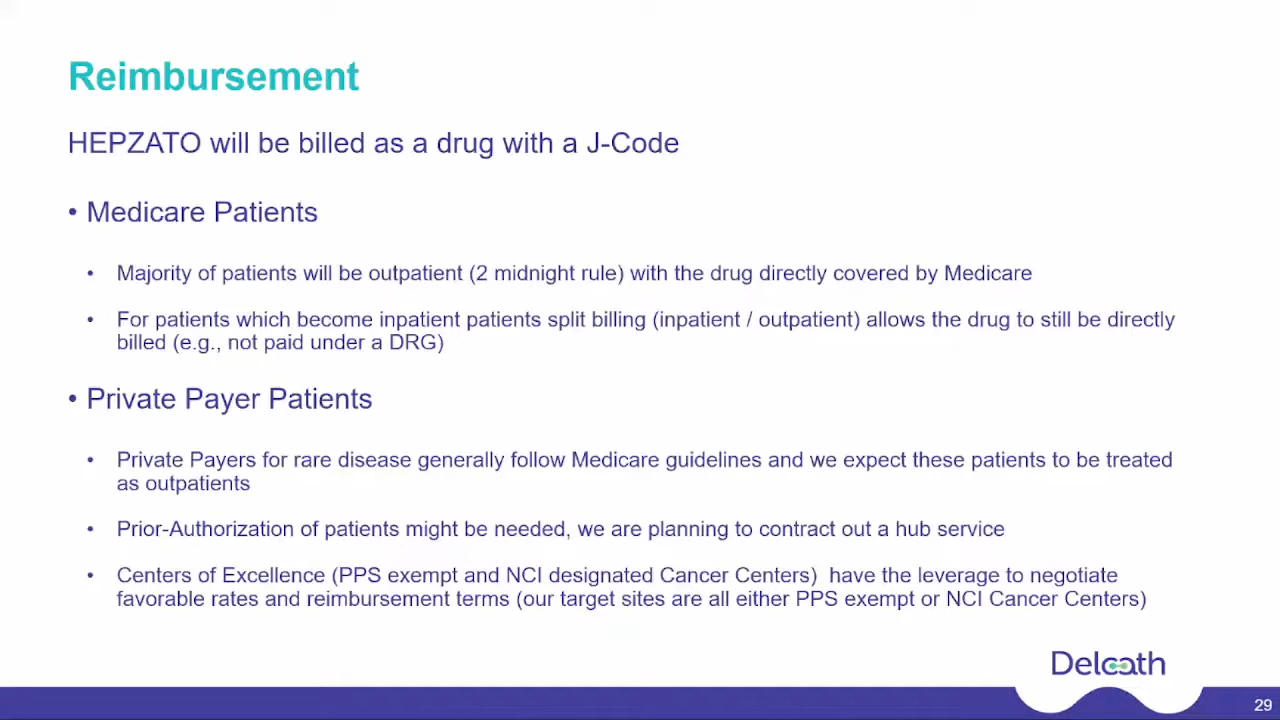 Reimbursement
HEPZATO will be billed as a drug with a J-Code
• Medicare Patients
• Majority of patients will be outpatient (2 midnight rule) with the drug directly covered by Medicare
• For patients which become inpatient patients split billing (inpatient / outpatient) allows the drug to still be directly
billed (e.g., not paid under a DRG)
• Private Payer Patients
• Private Payers for rare disease generally follow Medicare guidelines and we expect these patients to be treated
as outpatients
• Prior-Authorization of patients might be needed, we are planning to contract out a hub service
• Centers of Excellence (PPS exempt and NCI designated Cancer Centers)  have the leverage to negotiate
favorable rates and reimbursement terms (our target sites are all either PPS exempt or NCI Cancer Centers)
Delcath
29